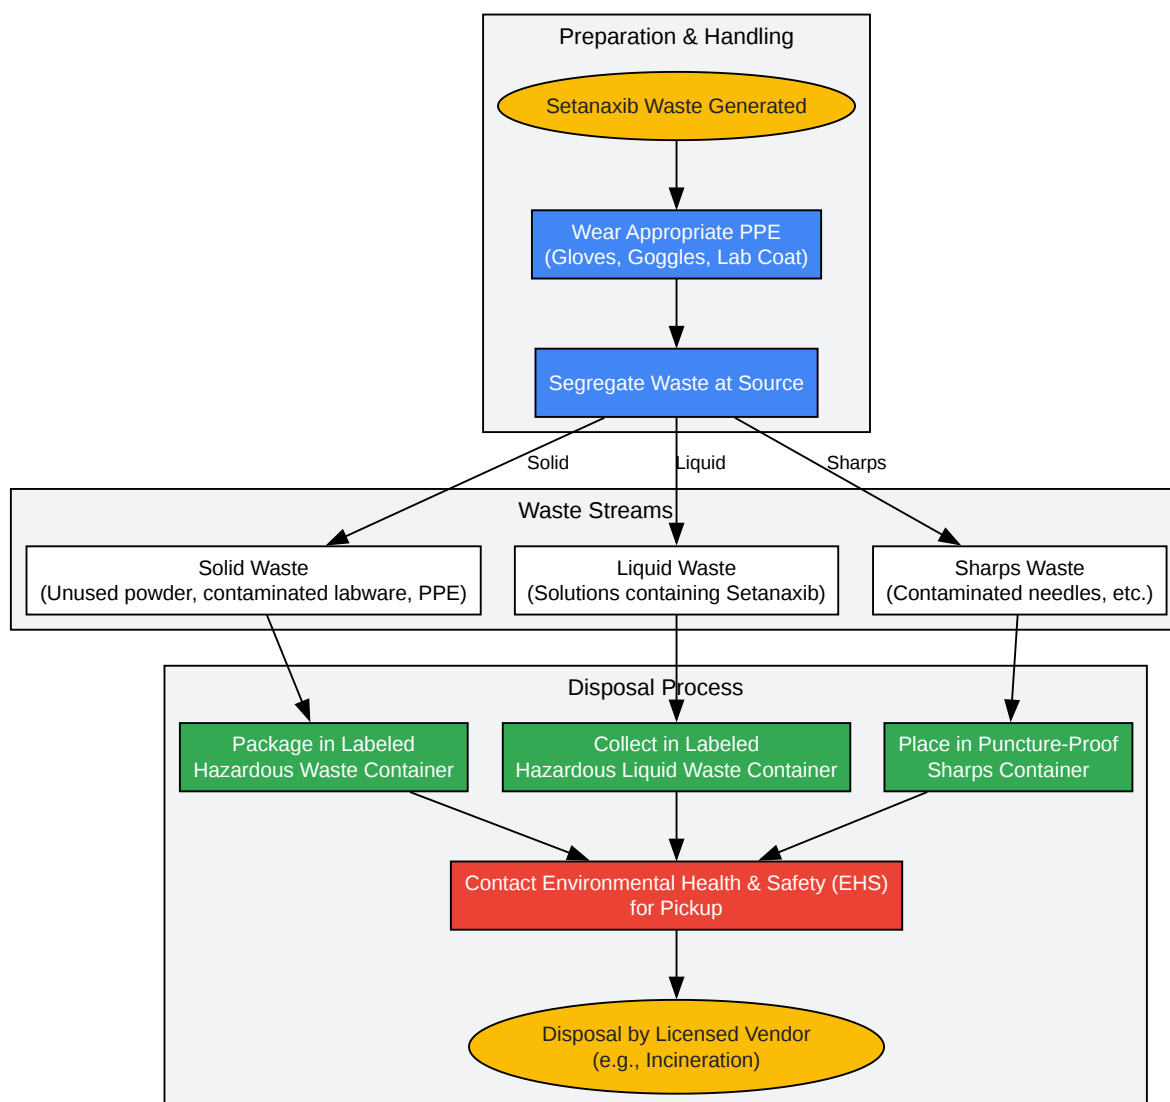 Preparation & Handling
Setanaxib Waste Generated
Wear Appropriate PPE
(Gloves, Goggles, Lab Coat)
Segregate Waste at Source
Solid
Liquid
Sharps
Waste Streams
Solid Waste
(Unused powder, contaminated labware, PPE)
Liquid Waste
(Solutions containing Setanaxib)
Sharps Waste
(Contaminated needles, etc.)
Disposal Process
Package in Labeled
Hazardous Waste Container
Collect in Labeled
Hazardous Liquid Waste Container
Place in Puncture-Proof
Sharps Container
Contact Environmental Health & Safety (EHS)
for Pickup
Disposal by Licensed Vendor
(e.g., Incineration)